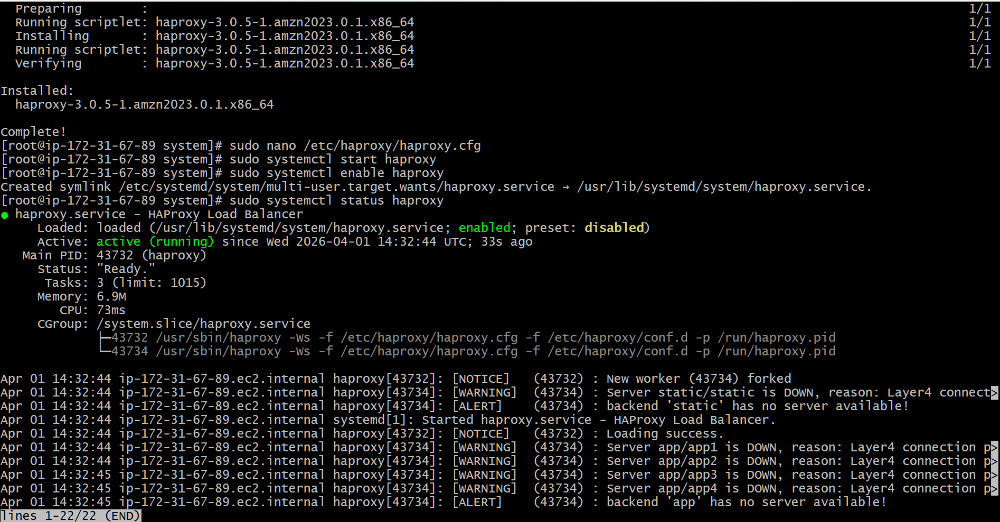 Preparing        :                                                                                                                1/1
Running scriptlet: haproxy-3.0.5-1.amzn2023.0.1.x86_64                                                                           1/1
Installing       : haproxy-3.0.5-1.amzn2023.0.1.x86_64                                                                           1/1
Running scriptlet: haproxy-3.0.5-1.amzn2023.0.1.x86_64                                                                           1/1
Verifying        : haproxy-3.0.5-1.amzn2023.0.1.x86_64                                                                           1/1
Installed:
haproxy-3.0.5-1.amzn2023.0.1.x86_64
Complete!
[root@ip-172-31-67-89 system]# sudo nano /etc/haproxy/haproxy.cfg
[root@ip-172-31-67-89 system]# sudo systemctl start haproxy
[root@ip-172-31-67-89 system]# sudo systemctl enable haproxy
Created symlink /etc/systemd/system/multi-user.target.wants/haproxy.service → /usr/lib/systemd/system/haproxy.service.
[root@ip-172-31-67-89 system]# sudo systemctl status haproxy
● haproxy.service - HAProxy Load Balancer
Loaded: loaded (/usr/lib/systemd/system/haproxy.service; enabled; preset: disabled)
Active: active (running) since Wed 2026-04-01 14:32:44 UTC; 33s ago
Main PID: 43732 (haproxy)
Status: "Ready."
Tasks: 3 (limit: 1015)
Memory: 6.9M
CPU: 73ms
CGroup: /system.slice/haproxy.service
├─43732 /usr/sbin/haproxy -Ws -f /etc/haproxy/haproxy.cfg -f /etc/haproxy/conf.d -p /run/haproxy.pid
└─43734 /usr/sbin/haproxy -Ws -f /etc/haproxy/haproxy.cfg -f /etc/haproxy/conf.d -p /run/haproxy.pid
Apr 01 14:32:44 ip-172-31-67-89.ec2.internal haproxy[43732]: [NOTICE]   (43732) : New worker (43734) forked
Apr 01 14:32:44 ip-172-31-67-89.ec2.internal haproxy[43734]: [WARNING]  (43734) : Server static/static is DOWN, reason: Layer4 connect>
Apr 01 14:32:44 ip-172-31-67-89.ec2.internal haproxy[43734]: [ALERT]    (43734) : backend 'static' has no server available!
Apr 01 14:32:44 ip-172-31-67-89.ec2.internal systemd[1]: Started haproxy.service - HAProxy Load Balancer.
Apr 01 14:32:44 ip-172-31-67-89.ec2.internal haproxy[43732]: [NOTICE]   (43732) : Loading success.
Apr 01 14:32:44 ip-172-31-67-89.ec2.internal haproxy[43734]: [WARNING]  (43734) : Server app/app1 is DOWN, reason: Layer4 connection p>
Apr 01 14:32:44 ip-172-31-67-89.ec2.internal haproxy[43734]: [WARNING]  (43734) : Server app/app2 is DOWN, reason: Layer4 connection p>
Apr 01 14:32:45 ip-172-31-67-89.ec2.internal haproxy[43734]: [WARNING]  (43734) : Server app/app3 is DOWN, reason: Layer4 connection p>
Apr 01 14:32:45 ip-172-31-67-89.ec2.internal haproxy[43734]: [WARNING]  (43734) : Server app/app4 is DOWN, reason: Layer4 connection p>
Apr 01 14:32:45 ip-172-31-67-89.ec2.internal haproxy[43734]: [ALERT]    (43734) : backend 'app' has no server available!
lines 1-22/22 (END)